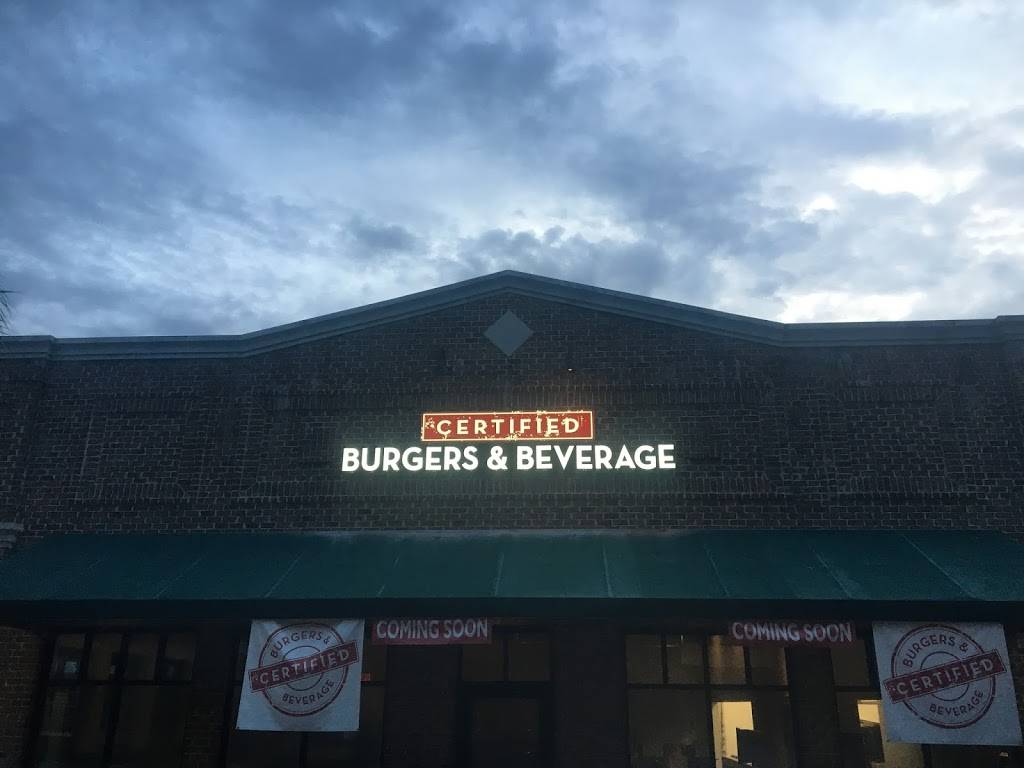 CERTIFIED
BURGERS & BEVERAGE
COMING SOON
COMING SOON
BURGERS &
CERTIFIED
BEVERAGE
BURGERS &
CERTIFIED
BEVERAGE